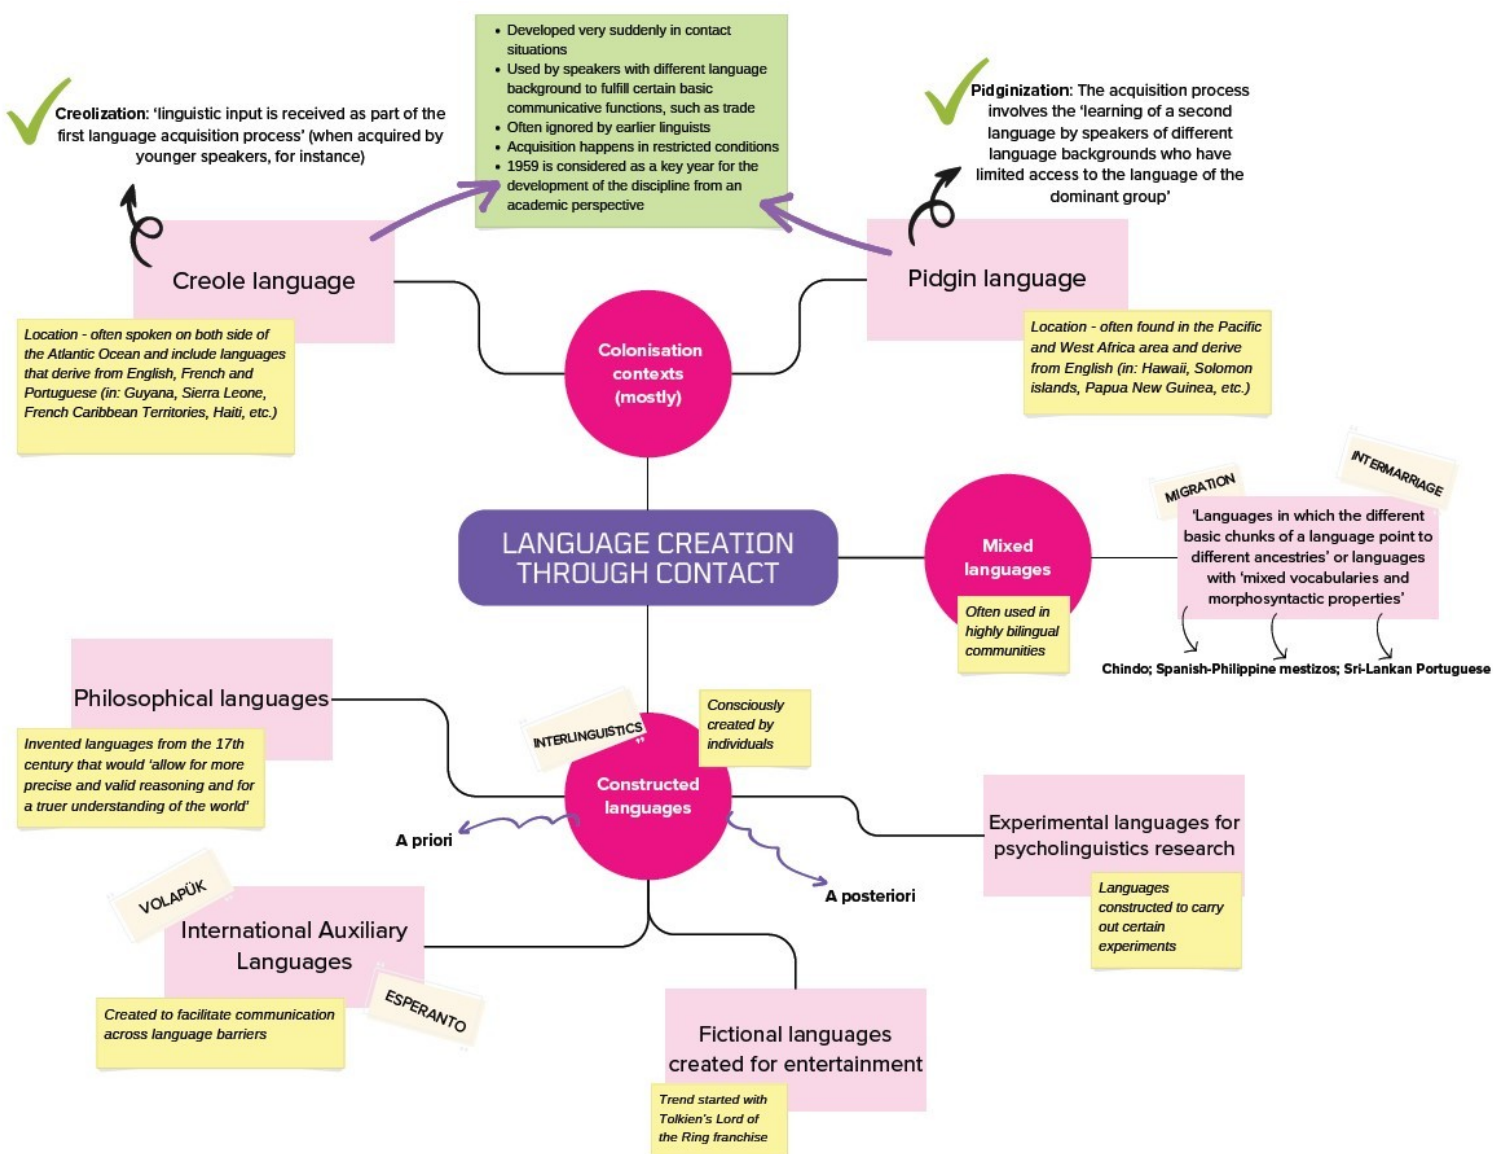 • Developed very suddenly in contact
situations
• Used by speakers with different language
background to fulfill certain basic
communicative functions, such as trade
• Often ignored by earlier linguists
• Acquisition happens in restricted conditions
• 1959 is considered as a key year for the
development of the discipline from an
academic perspective
Creolization: ‘linguistic input is received as part of the
first language acquisition process’ (when acquired by
younger speakers, for instance)
Pidginization: The acquisition process
involves the ‘learning of a second
language by speakers of different
language backgrounds who have
limited access to the language of the
dominant group’
Creole language
Location - often spoken on both side of
the Atlantic Ocean and include languages
that derive from English, French and
Portuguese (in: Guyana, Sierra Leone,
French Caribbean Territories, Haiti, etc.)
Colonisation
contexts
(mostly)
Pidgin language
Location - often found in the Pacific
and West Africa area and derive
from English (in: Hawaii, Solomon
islands, Papua New Guinea, etc.)
LANGUAGE CREATION
THROUGH CONTACT
Mixed
languages
Often used in
highly bilingual
communities
MIGRATION
INTERMARRIAGE
‘Languages in which the different
basic chunks of a language point to
different ancestries’ or languages
with ‘mixed vocabularies and
morphosyntactic properties’
Chindo; Spanish-Philippine mestizos; Sri-Lankan Portuguese
Philosophical languages
Invented languages from the 17th
century that would ‘allow for more
precise and valid reasoning and for
a truer understanding of the world’
INTERLINGUISTICS
Consciously
created by
individuals
Constructed
languages
A priori
A posteriori
Experimental languages for
psycholinguistics research
Languages
constructed to carry
out certain
experiments
VOLAPÜK
International Auxiliary
Languages
ESPERANTO
Created to facilitate communication
across language barriers
Fictional languages
created for entertainment
Trend started with
Tolkien's Lord of
the Ring franchise